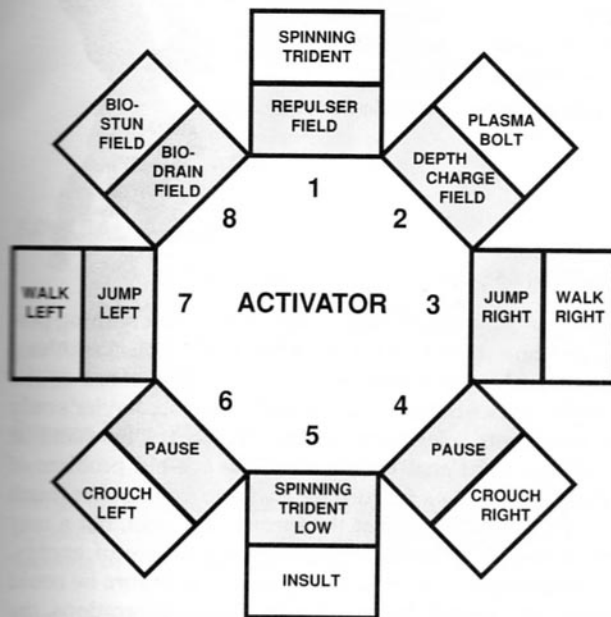 SPINNING
TRIDENT
REPULSER
FIELD
1
PLASMA
BOLT
DEPTH
CHARGE
FIELD
2
JUMP
RIGHT
WALK
RIGHT
3
PAUSE
CROUCH
RIGHT
4
SPINNING
TRIDENT
LOW
INSULT
5
PAUSE
CROUCH
LEFT
6
WALK
LEFT
JUMP
LEFT
7
BIO-
STUN
FIELD
BIO-
DRAIN
FIELD
8
ACTIVATOR